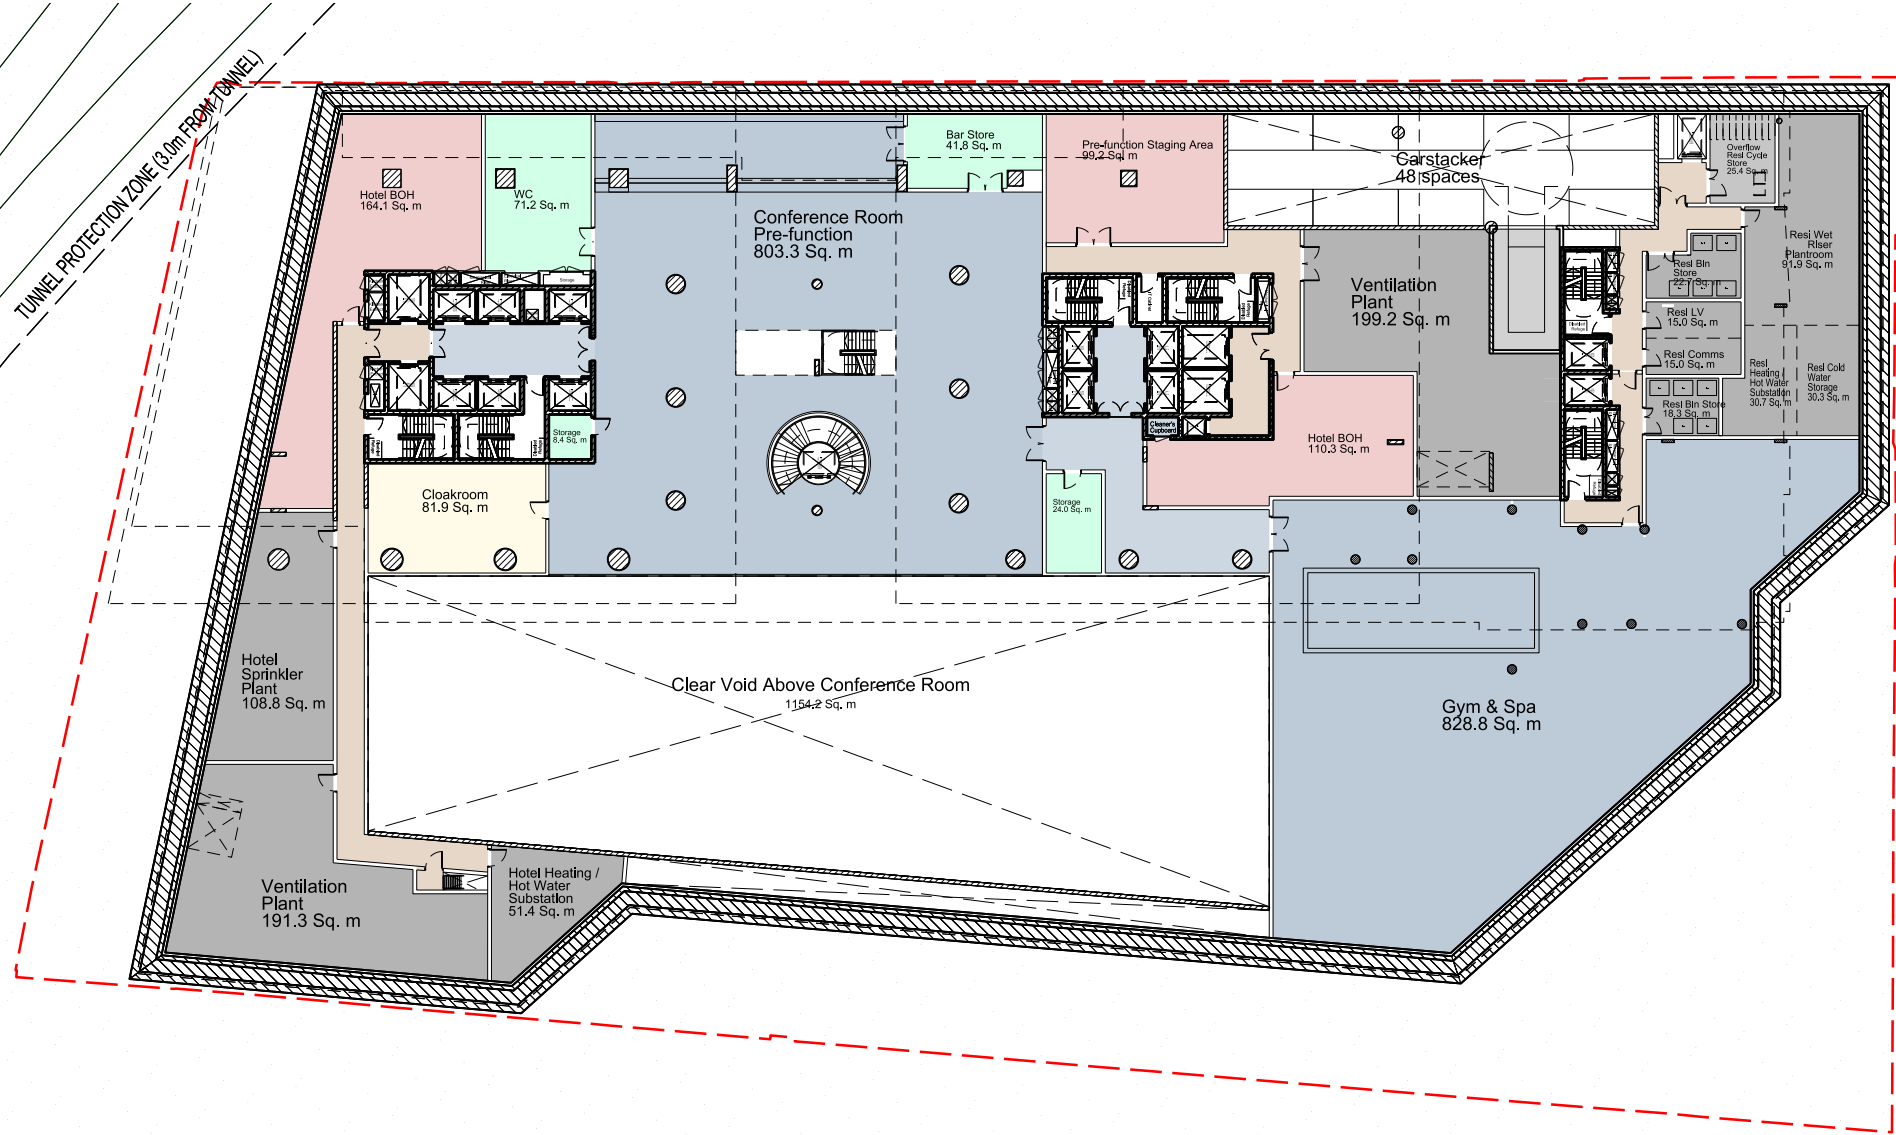 TUNNEL PROTECTION ZONE (3.0m FROM TUNNEL)
Hotel BOH
164.1 Sq. m
WC
71.2 Sq. m
Conference Room
Pre-function
803.3 Sq. m
Bar Store
41.8 Sq. m
Pre-function Staging Area
99.2 Sq. m
Carstacker
48 spaces
Overflow
Resi Cycle
Store
25.4 Sq. m
Resi Wet
Riser
Plantroom
91.9 Sq. m
Resi Bin
Store
22.7 Sq. m
Resi LV
15.0 Sq. m
Resi Comms
15.0 Sq. m
Resi Bin Store
18.3 Sq. m
Resi
Heating /
Hot Water
Substation
30.7 Sq. m
Resi Cold
Water
Storage
30.3 Sq. m
Ventilation
Plant
199.2 Sq. m
Storage
Storage
8.4 Sq. m
Cleaner's
Cupboard
Hotel BOH
110.3 Sq. m
Cloakroom
81.9 Sq. m
Storage
24.0 Sq. m
Hotel
Sprinkler
Plant
108.8 Sq. m
Clear Void Above Conference Room
1154.2 Sq. m
Gym & Spa
828.8 Sq. m
Ventilation
Plant
191.3 Sq. m
Hotel Heating /
Hot Water
Substation
51.4 Sq. m